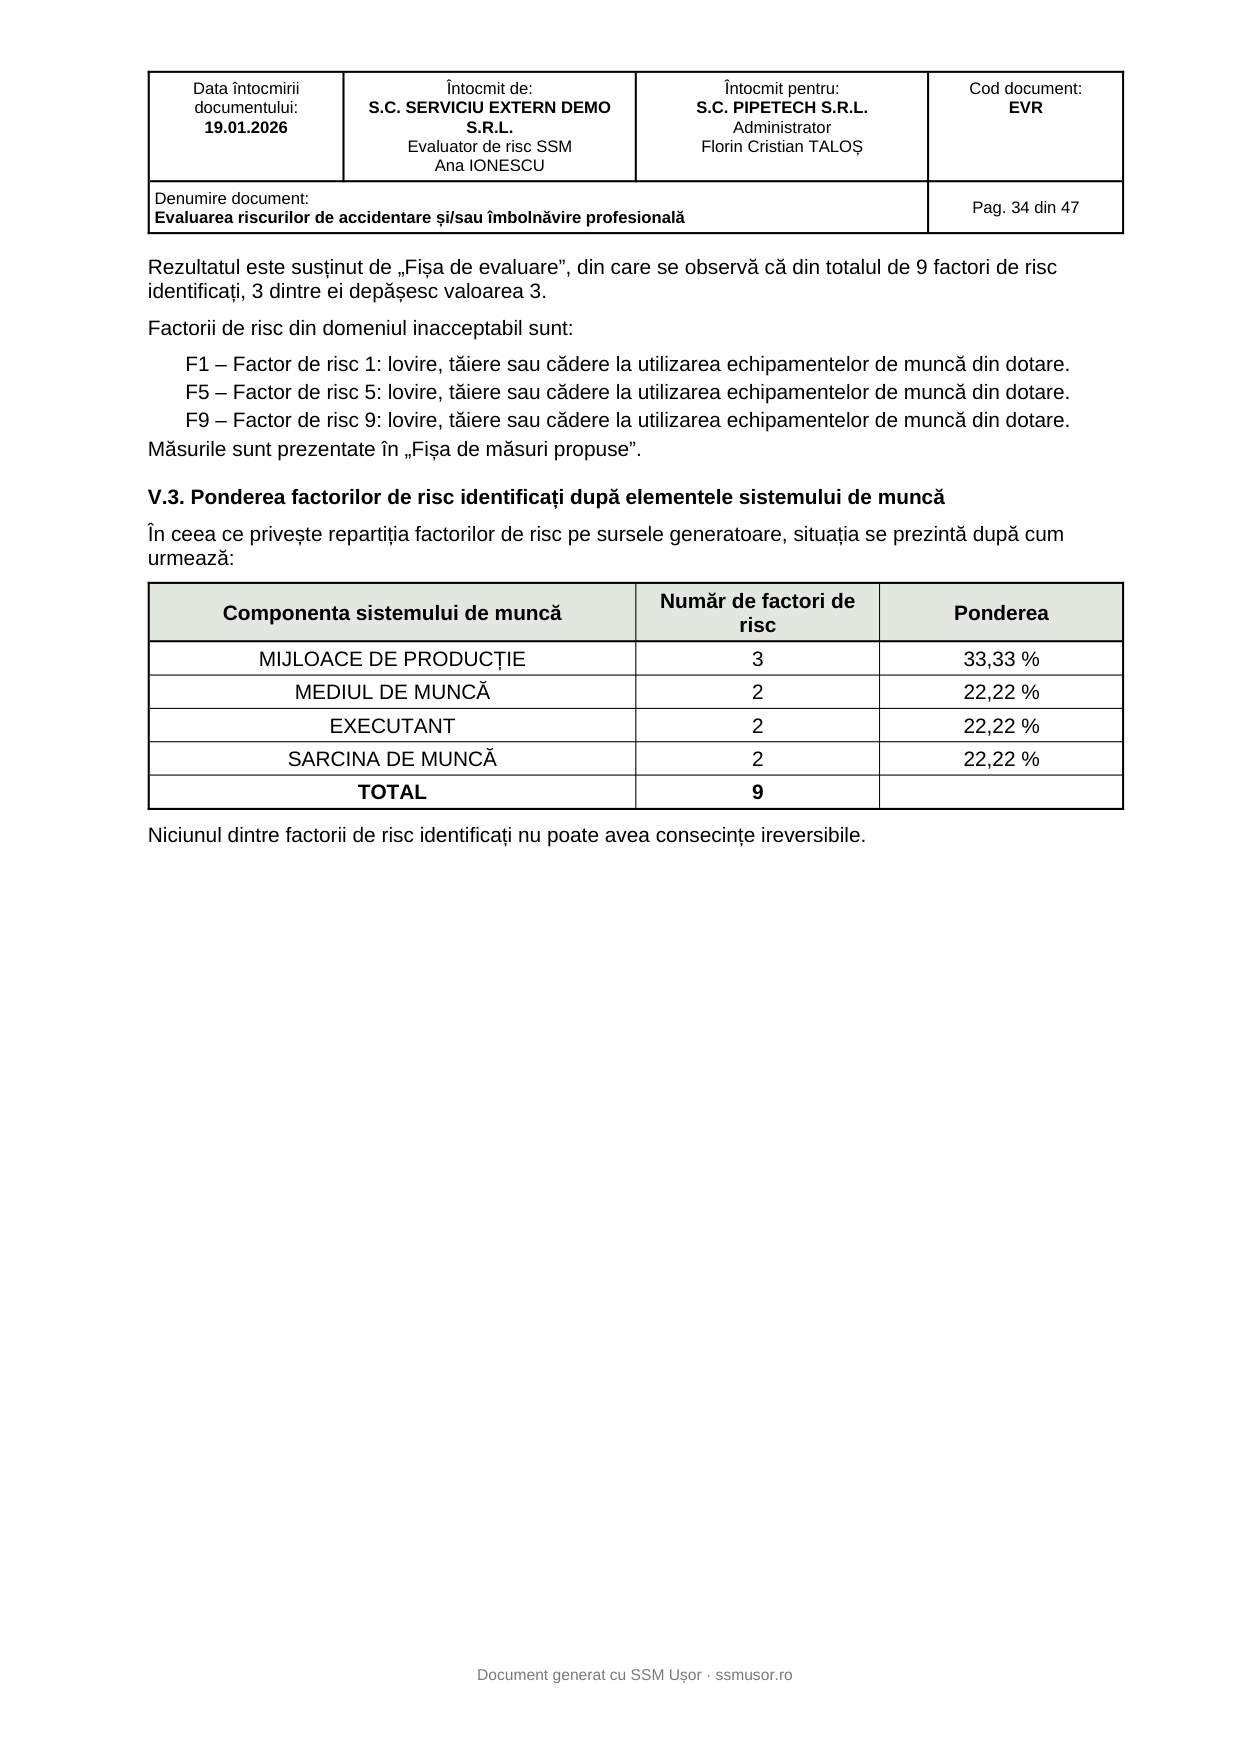 Data întocmirii
documentului:
19.01.2026
Întocmit de:
S.C. SERVICIU EXTERN DEMO
S.R.L.
Evaluator de risc SSM
Ana IONESCU
Întocmit pentru:
S.C. PIPETECH S.R.L.
Administrator
Florin Cristian TALOȘ
Cod document:
EVR
Denumire document:
Evaluarea riscurilor de accidentare și/sau îmbolnăvire profesională
Pag. 34 din 47
Rezultatul este susținut de „Fișa de evaluare”, din care se observă că din totalul de 9 factori de risc
identificați, 3 dintre ei depășesc valoarea 3.
Factorii de risc din domeniul inacceptabil sunt:
F1 – Factor de risc 1: lovire, tăiere sau cădere la utilizarea echipamentelor de muncă din dotare.
F5 – Factor de risc 5: lovire, tăiere sau cădere la utilizarea echipamentelor de muncă din dotare.
F9 – Factor de risc 9: lovire, tăiere sau cădere la utilizarea echipamentelor de muncă din dotare.
Măsurile sunt prezentate în „Fișa de măsuri propuse”.
V.3. Ponderea factorilor de risc identificați după elementele sistemului de muncă
În ceea ce privește repartiția factorilor de risc pe sursele generatoare, situația se prezintă după cum
urmează:
Componenta sistemului de muncă
Număr de factori de
risc
Ponderea
MIJLOACE DE PRODUCȚIE 3 33,33 %
MEDIUL DE MUNCĂ 2 22,22 %
EXECUTANT 2 22,22 %
SARCINA DE MUNCĂ 2 22,22 %
TOTAL 9
Niciunul dintre factorii de risc identificați nu poate avea consecințe ireversibile.
Document generat cu SSM Ușor · ssmusor.ro